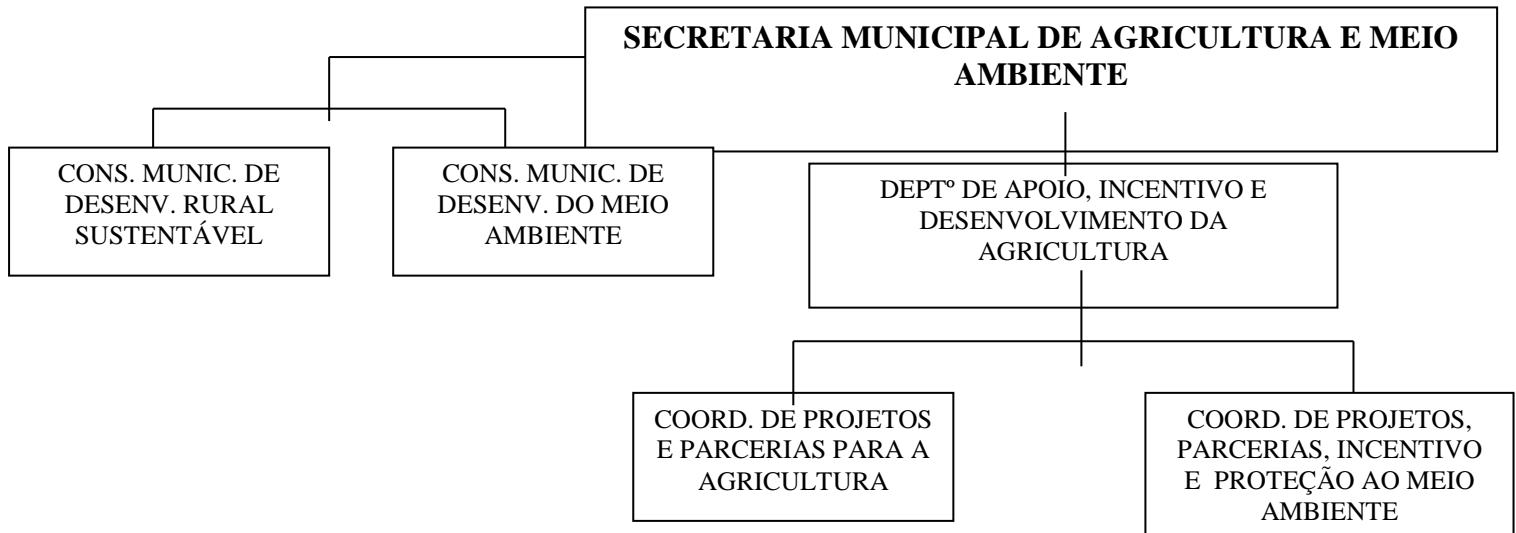 SECRETARIA MUNICIPAL DE AGRICULTURA E MEIO
AMBIENTE
CONS. MUNIC. DE
DESENV. RURAL
SUSTENTÁVEL
CONS. MUNIC. DE
DESENV. DO MEIO
AMBIENTE
DEPTº DE APOIO, INCENTIVO E
DESENVOLVIMENTO DA
AGRICULTURA
COORD. DE PROJETOS
E PARCERIAS PARA A
AGRICULTURA
COORD. DE PROJETOS,
PARCERIAS, INCENTIVO
E PROTEÇÃO AO MEIO
AMBIENTE